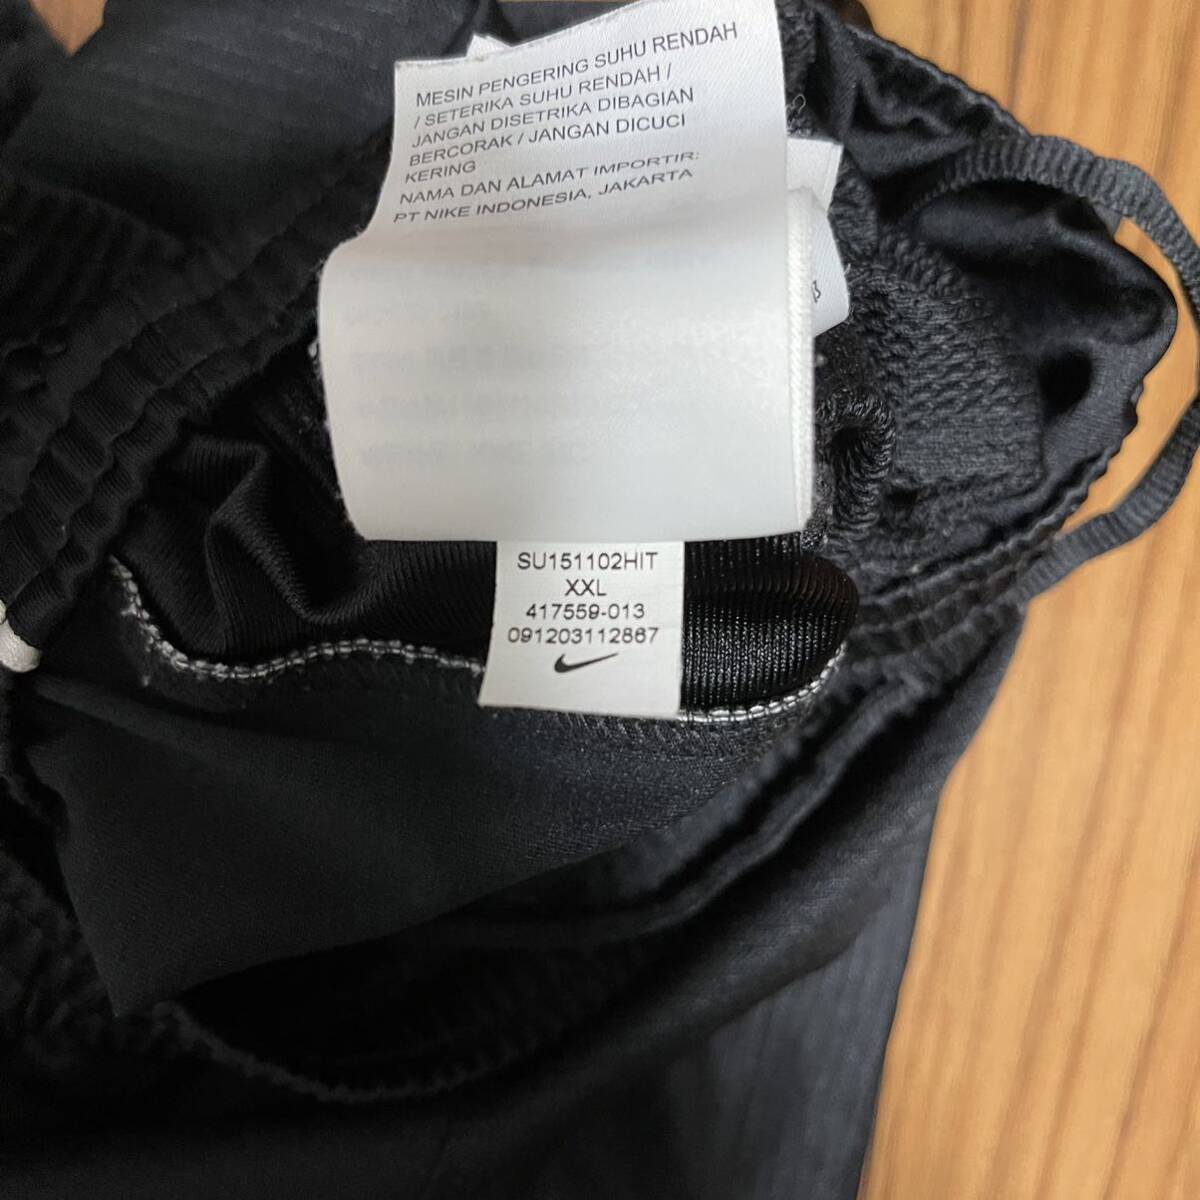 MESIN PENGERING SUHU RENDAH
/ SETERIKA SUHU RENDAH /
JANGAN DISETRIKA DIBAGIAN
BERCORAK / JANGAN DICUCI
KERING
NAMA DAN ALAMAT IMPORTIR:
PT NIKE INDONESIA, JAKARTA
SU151102HIT
XXL
417559-013
091203112867